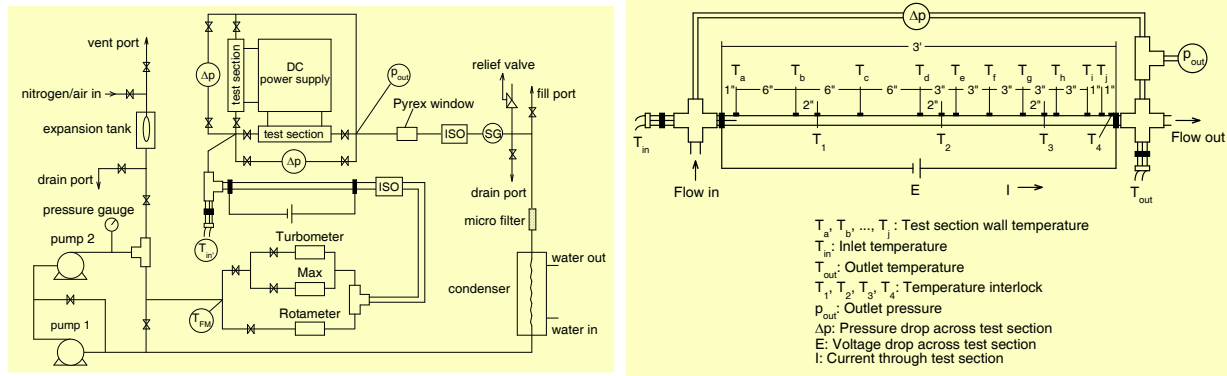 vent port
nitrogen/air in
expansion tank
drain port
pressure gauge
pump 2
pump 1
Δp
test section
DC
power supply
test section
Δp
p_out
Pyrex window
ISO
SG
relief valve
fill port
drain port
micro filter
condenser
water out
water in
ISO
T_in
Turbometer
Max
Rotameter
T_FM
Δp
3'
p_out
T_a T_b T_c T_d T_e T_f T_g T_h T_i T_j
1" 6" 6" 6" 3" 3" 3" 3" 3" 1" 1"
2" 2" 2"
T_in
T_1 T_2 T_3 T_4
Flow out
Flow in
E
I
T_out
T_a, T_b, ..., T_j: Test section wall temperature
T_in: Inlet temperature
T_out: Outlet temperature
T_1, T_2, T_3, T_4: Temperature interlock
p_out: Outlet pressure
Δp: Pressure drop across test section
E: Voltage drop across test section
I: Current through test section